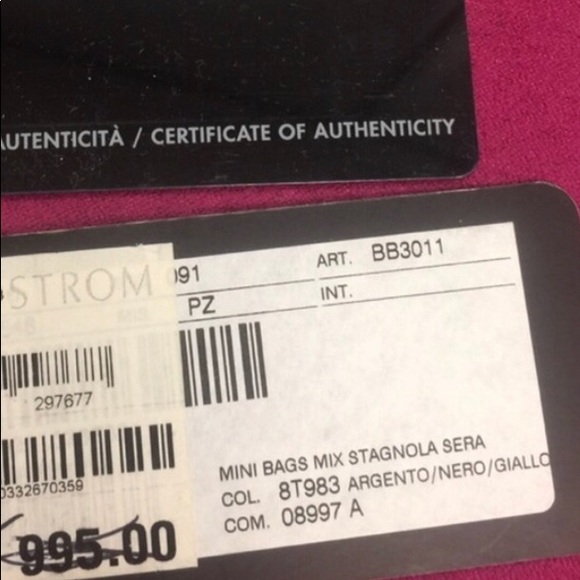 AUTENTICITÀ / CERTIFICATE OF AUTHENTICITY
STROM
091 ART. BB3011
PZ INT.
297677
0332670359
MINI BAGS MIX STAGNOLA SERA
COL. 8T983 ARGENTO/NERO/GIALLO
COM. 08997 A
995.00